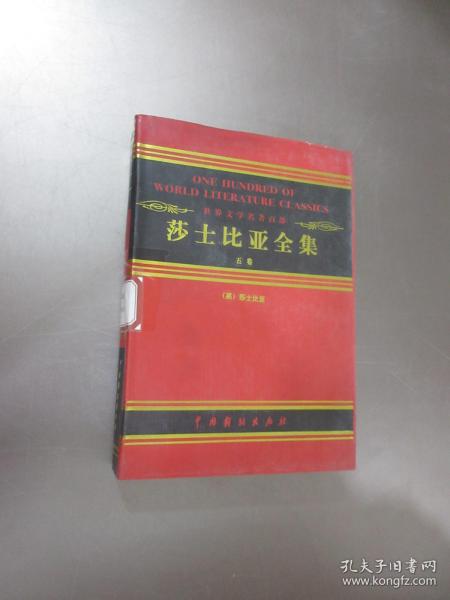 ONE HUNDRED OF
WORLD LITERATURE CLASSICS
世界文学名著百部
莎士比亚全集
五卷
(英) 莎士比亚
中国戏剧出版社
孔夫子旧书网
www.kongfz.com